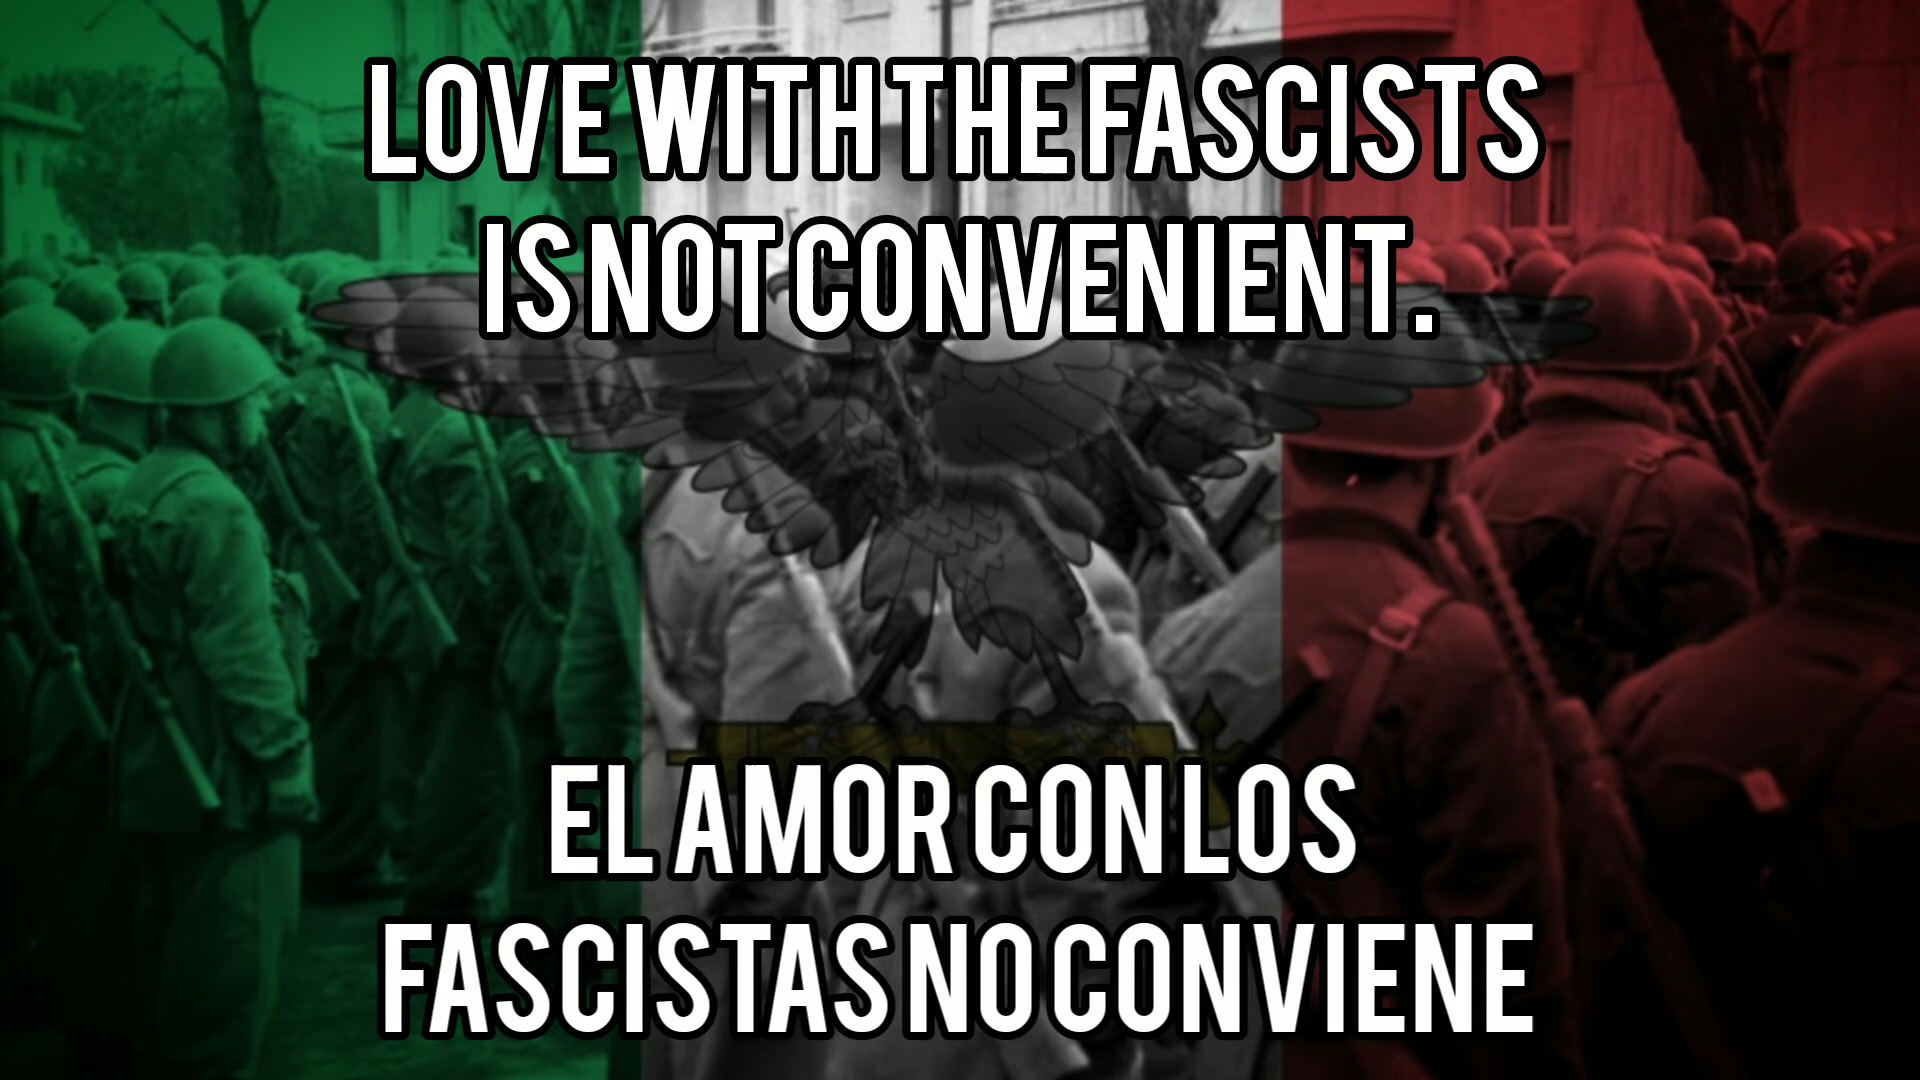 LOVE WITH THE FASCISTS
IS NOT CONVENIENT.
EL AMOR CON LOS
FASCISTAS NO CONVIENE